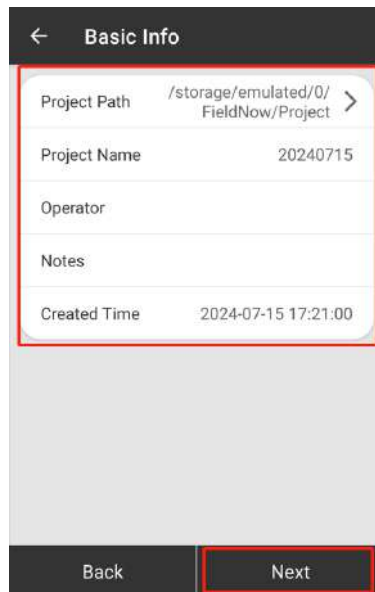 Basic Info
Project Path /storage/emulated/0/
FieldNow/Project
Project Name 20240715
Operator
Notes
Created Time 2024-07-15 17:21:00
Back Next